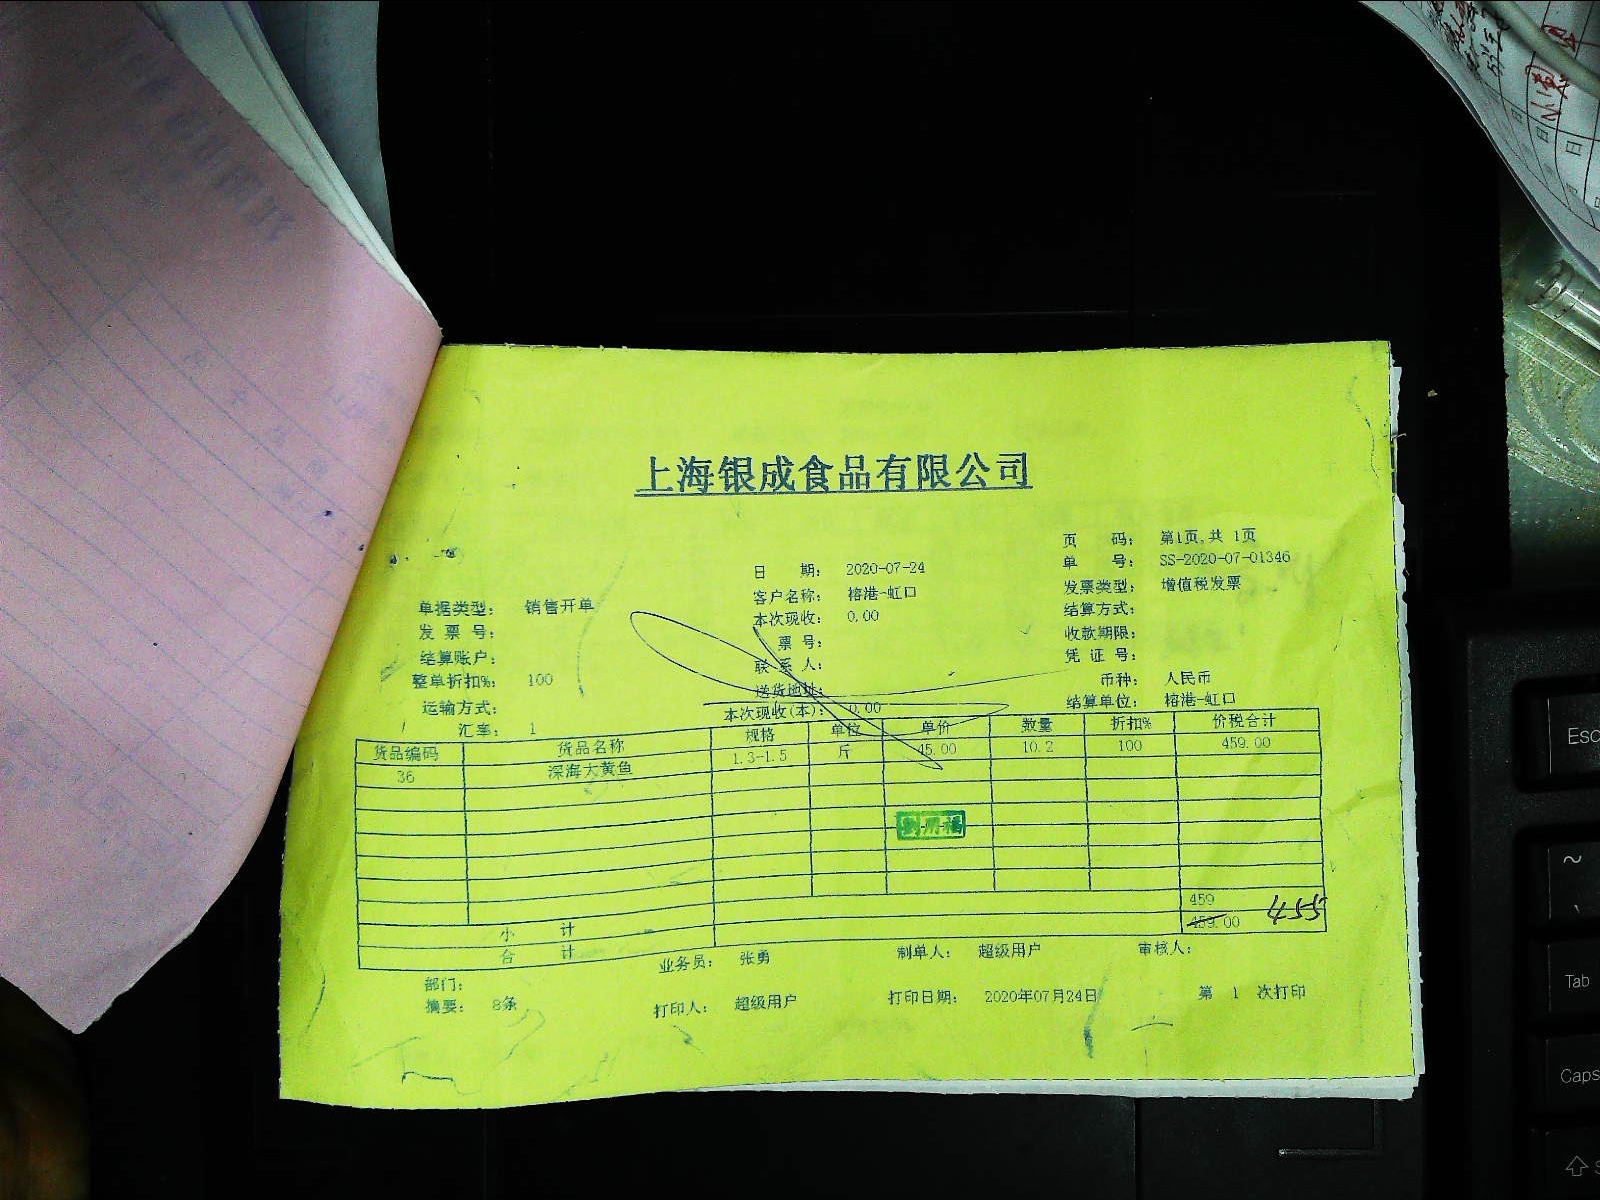 上海银成食品有限公司
页 码: 第1页,共 1页
单 号: SS-2020-07-01346
日 期: 2020-07-24
发票类型: 增值税发票
单据类型: 销售开单
客户名称: 榕港-虹口
结算方式:
发 票 号:
本次现收: 0.00
收款期限:
结算账户:
票 号:
凭 证 号:
整单折扣%: 100
联 系 人:
币种: 人民币
运输方式:
送货地址:
结算单位: 榕港-虹口
汇率: 1
本次现收(本): 0.00
货品编码 货品名称 规格 单位 单价 数量 折扣% 价税合计
36 深海大黄鱼 1.3-1.5 斤 45.00 10.2 100 459.00
小 计 459
合 计 459.00 455
部门: 业务员: 张勇 制单人: 超级用户 审核人:
摘要: 8条 打印人: 超级用户 打印日期: 2020年07月24日 第 1 次打印
Esc
~
Tab
Caps